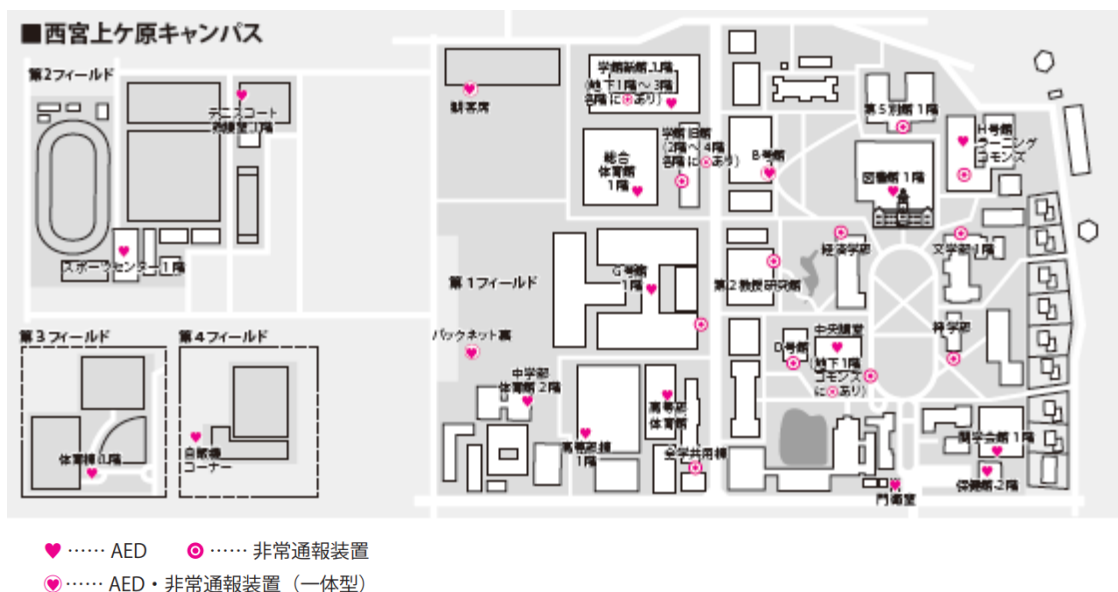 ■西宮上ケ原キャンパス
第2フィールド
テニスコート
観客席
学館新館 1階
(地下1階～3階
各階に◎あり)
学館旧館
(2階～4階
各階に◎あり)
総合
体育館
1階
B号館
第5別館 1階
H号館
ラーニング
コモンズ
図書館 1階
スポーツセンター 1階
第1フィールド
G号館
1階
第2教授研究館
経済学部
文学部 1階
神学部
バックネット裏
中学部
体育館 2階
D号館
中央講堂
(地下1階
コモンズ
に◎あり)
第3フィールド
第4フィールド
体育棟 1階
自販機
コーナー
高等部棟
1階
高等部
体育館
全学共用棟
関学会館 1階
保健館 2階
門衛室
♥ …… AED
◎ …… 非常通報装置
♥ …… AED・非常通報装置（一体型）